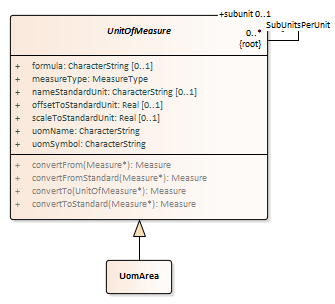 +subunit 0..1
UnitOfMeasure
SubUnitsPerUnit
0..*
{root}
+ formula: CharacterString [0..1]
+ measureType: MeasureType
+ nameStandardUnit: CharacterString [0..1]
+ offsetToStandardUnit: Real [0..1]
+ scaleToStandardUnit: Real [0..1]
+ uomName: CharacterString
+ uomSymbol: CharacterString
+ convertFrom(Measure*): Measure
+ convertFromStandard(Measure*): Measure
+ convertTo(UnitOfMeasure*): Measure
+ convertToStandard(Measure*): Measure
UomArea